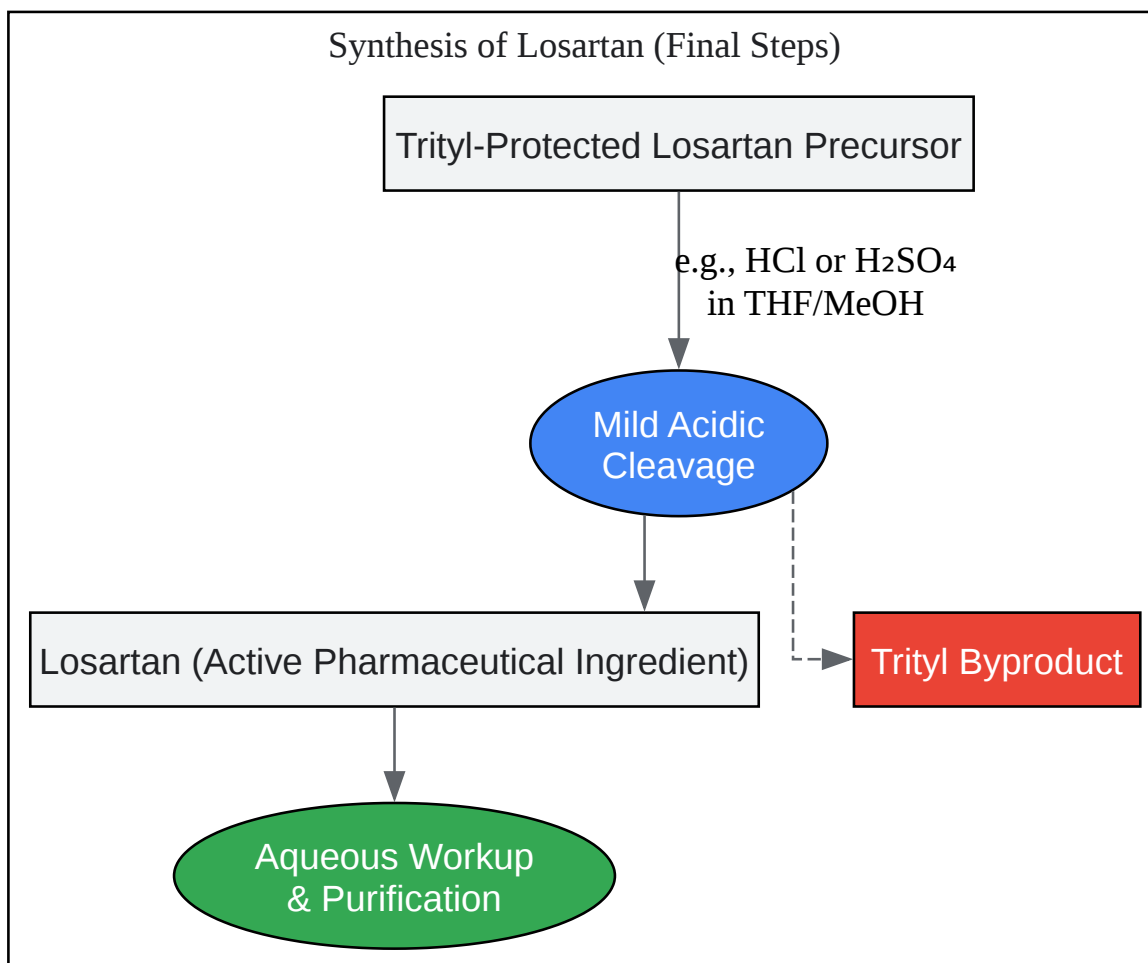 Synthesis of Losartan (Final Steps)
Trityl-Protected Losartan Precursor
e.g., HCl or H₂SO₄
in THF/MeOH
Mild Acidic
Cleavage
Losartan (Active Pharmaceutical Ingredient)
Trityl Byproduct
Aqueous Workup
& Purification